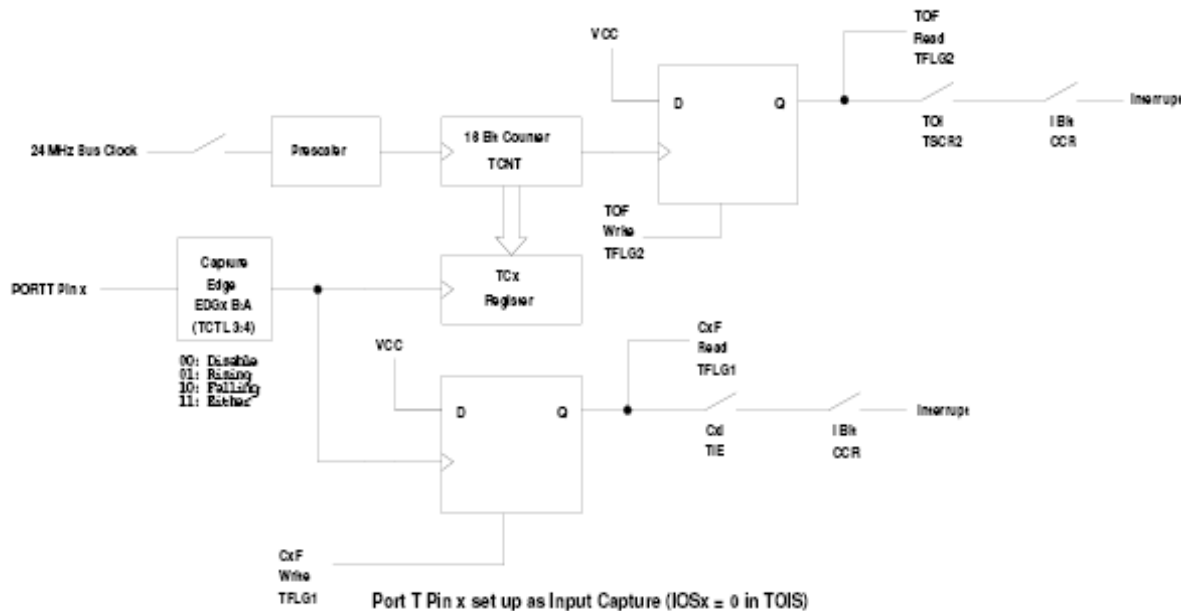 TOF
Read
TFLG2
VCC
D
Q
Interrupt
TOI
TSCR2
I Bit
CCR
24 MHz Bus Clock
Prescaler
16 Bit Counter
TCNT
TOF
Write
TFLG2
PORTT Pin x
Capture
Edge
EDGx B:A
(TCTL 3:4)
00: Disable
01: Rising
10: Falling
11: Either
TCx
Register
VCC
D
Q
CxF
Read
TFLG1
CxI
TIE
I Bit
CCR
Interrupt
CxF
Write
TFLG1
Port T Pin x set up as Input Capture (IOSx = 0 in TOIS)